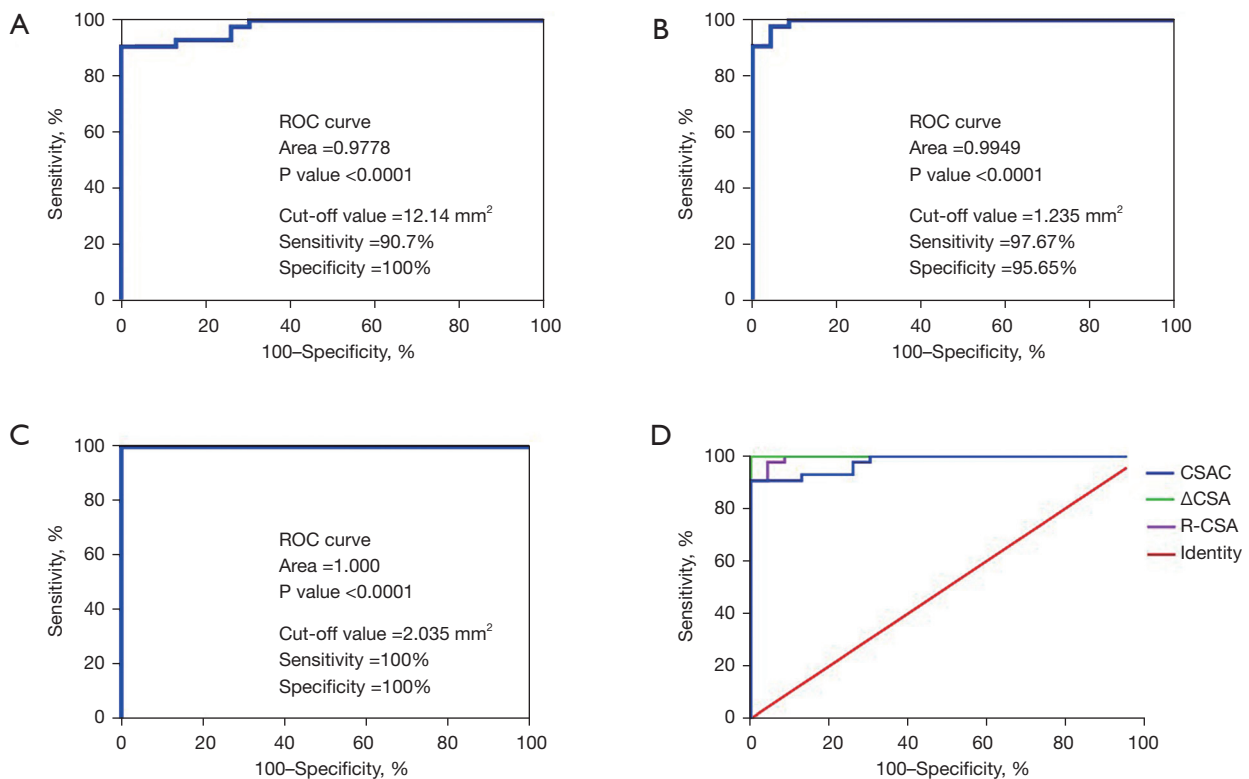 A
Sensitivity, %
100
80
60
40
20
0
ROC curve
Area =0.9778
P value <0.0001
Cut-off value =12.14 mm²
Sensitivity =90.7%
Specificity =100%
0 20 40 60 80 100
100–Specificity, %
B
Sensitivity, %
100
80
60
40
20
0
ROC curve
Area =0.9949
P value <0.0001
Cut-off value =1.235 mm²
Sensitivity =97.67%
Specificity =95.65%
0 20 40 60 80 100
100–Specificity, %
C
Sensitivity, %
100
80
60
40
20
0
ROC curve
Area =1.000
P value <0.0001
Cut-off value =2.035 mm²
Sensitivity =100%
Specificity =100%
0 20 40 60 80 100
100–Specificity, %
D
Sensitivity, %
100
80
60
40
20
0
CSAC
ΔCSA
R-CSA
Identity
0 20 40 60 80 100
100–Specificity, %